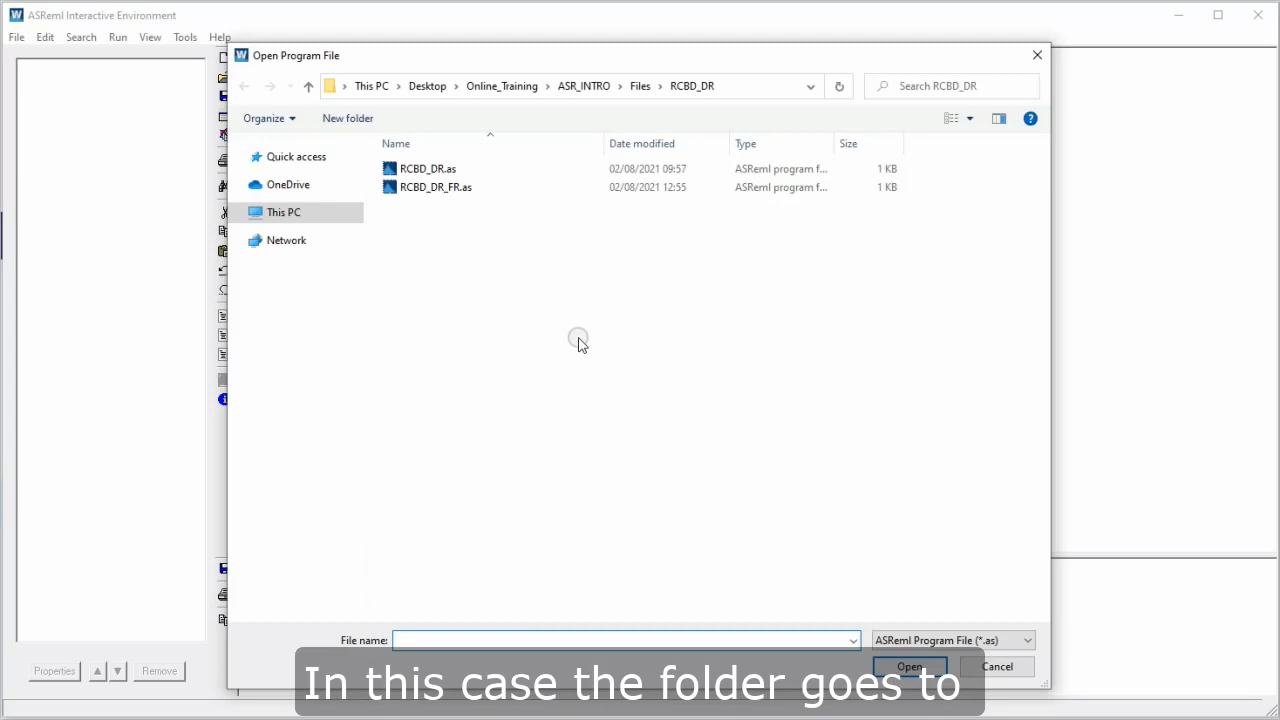 ASReml Interactive Environment
File Edit Search Run View Tools Help
Open Program File
This PC > Desktop > Online_Training > ASR_INTRO > Files > RCBD_DR
Search RCBD_DR
Organize New folder
Name Date modified Type Size
Quick access
OneDrive
This PC
Network
RCBD_DR.as 02/08/2021 09:57 ASReml program f... 1 KB
RCBD_DR_FR.as 02/08/2021 12:55 ASReml program f... 1 KB
File name: ASReml Program File (*.as)
Properties Remove Open Cancel
In this case the folder goes to